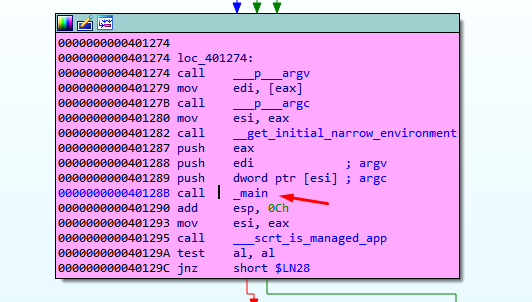 0000000000401274
0000000000401274 loc_401274:
0000000000401274 call ___p___argv
0000000000401279 mov edi, [eax]
000000000040127B call ___p___argc
0000000000401280 mov esi, eax
0000000000401282 call __get_initial_narrow_environment
0000000000401287 push eax
0000000000401288 push edi ; argv
0000000000401289 push dword ptr [esi] ; argc
000000000040128B call _main
0000000000401290 add esp, 0Ch
0000000000401293 mov esi, eax
0000000000401295 call ___scrt_is_managed_app
000000000040129A test al, al
000000000040129C jnz short $LN28